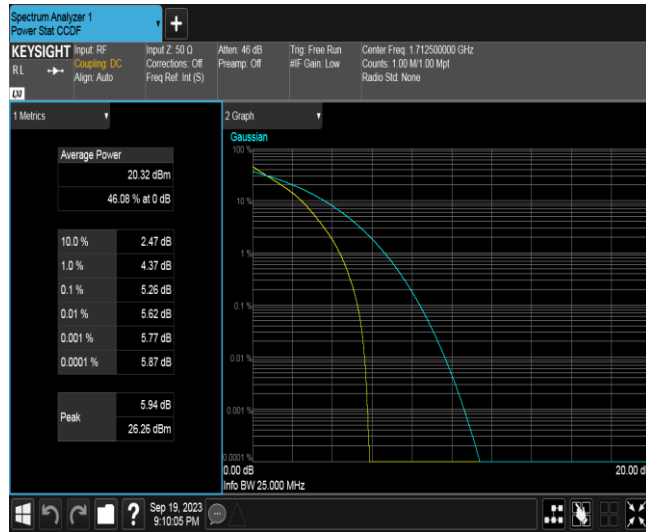 Spectrum Analyzer 1
Power Stat CCDF
+
KEYSIGHT
RL
LXI
Input: RF
Coupling: DC
Align: Auto
Input Z: 50 Ω
Corrections: Off
Freq Ref: Int (S)
Atten: 46 dB
Preamp: Off
Trig: Free Run
#IF Gain: Low
Center Freq: 1.712500000 GHz
Counts: 1.00 M/1.00 Mpt
Radio Std: None
1 Metrics
Average Power
20.32 dBm
46.08 % at 0 dB
10.0 % 2.47 dB
1.0 % 4.37 dB
0.1 % 5.26 dB
0.01 % 5.62 dB
0.001 % 5.77 dB
0.0001 % 5.87 dB
Peak
5.94 dB
26.26 dBm
2 Graph
Gaussian
100 %
10 %
1 %
0.1 %
0.01 %
0.001 %
0.0001 %
0.00 dB
20.00 d
Info BW 25.000 MHz
?
Sep 19, 2023
9:10:05 PM